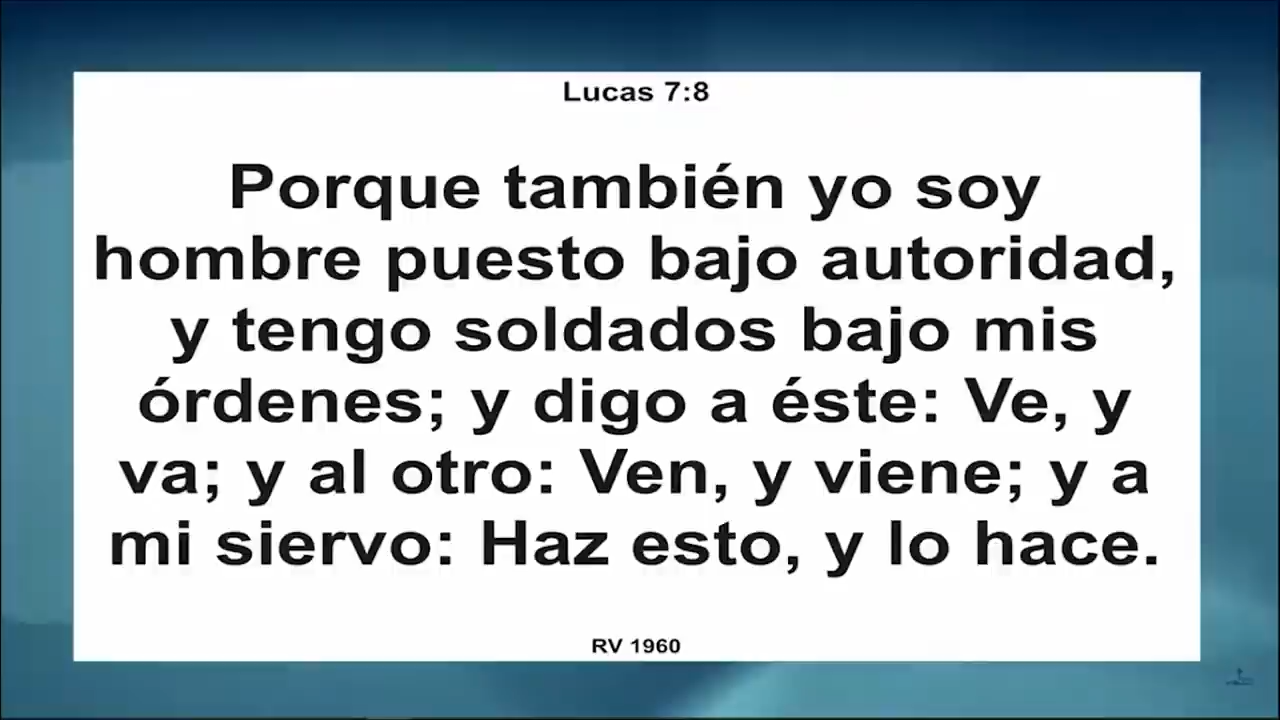 Lucas 7:8
Porque también yo soy
hombre puesto bajo autoridad,
y tengo soldados bajo mis
órdenes; y digo a éste: Ve, y
va; y al otro: Ven, y viene; y a
mi siervo: Haz esto, y lo hace.
RV 1960